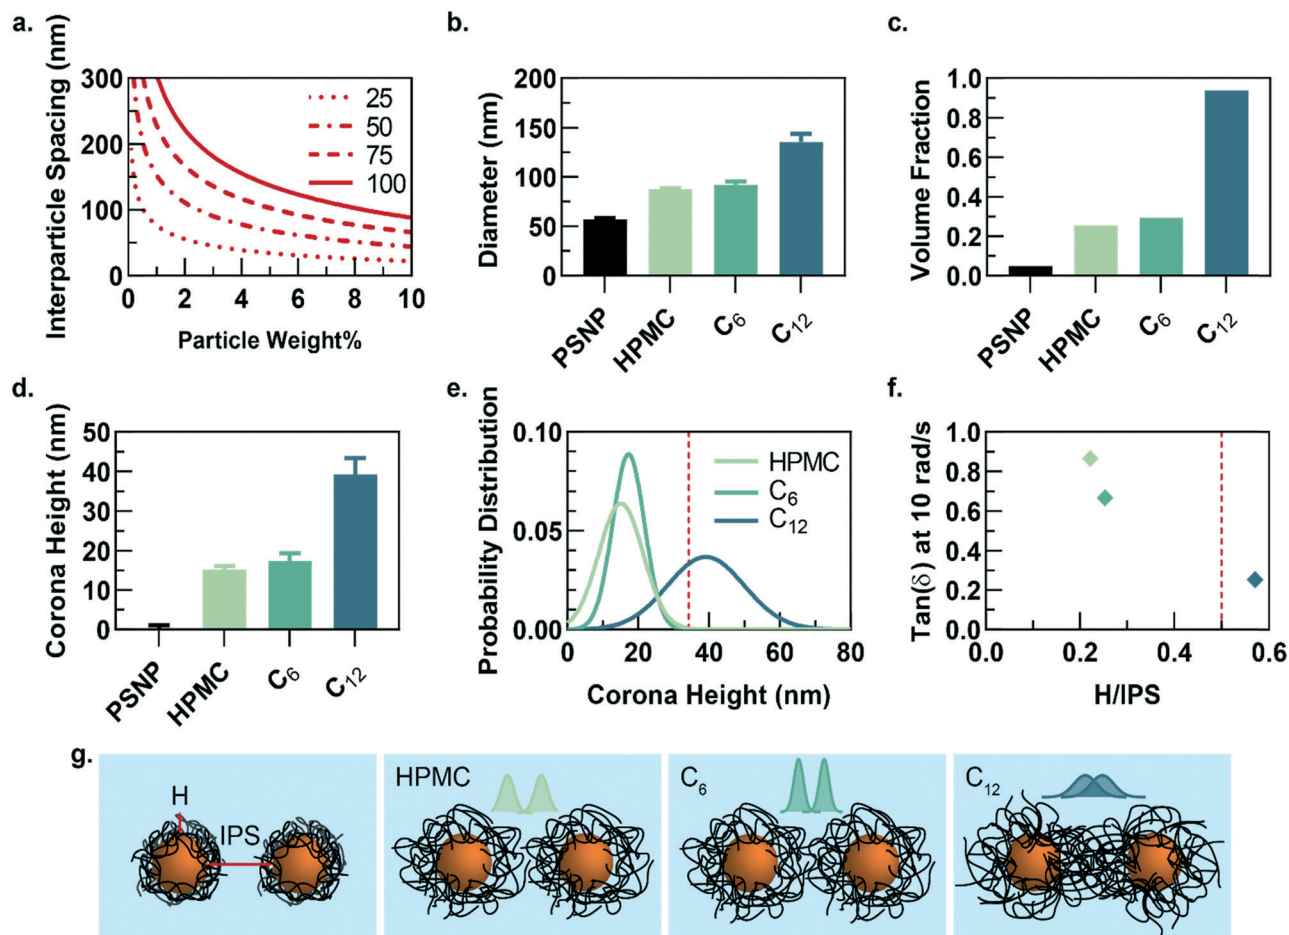 a.
Interparticle Spacing (nm)
300
200
100
0
0 2 4 6 8 10
Particle Weight%
25
50
75
100
b.
Diameter (nm)
200
150
100
50
0
PSNP
HPMC
C₆
C₁₂
c.
Volume Fraction
1.0
0.8
0.6
0.4
0.2
0.0
PSNP
HPMC
C₆
C₁₂
d.
Corona Height (nm)
50
40
30
20
10
0
PSNP
HPMC
C₆
C₁₂
e.
Probability Distribution
0.10
0.05
0.00
0 20 40 60 80
Corona Height (nm)
HPMC
C₆
C₁₂
f.
Tan(δ) at 10 rad/s
1.0
0.8
0.6
0.4
0.2
0.0
0.0 0.2 0.4 0.6
H/IPS
g.
H
IPS
HPMC
C₆
C₁₂